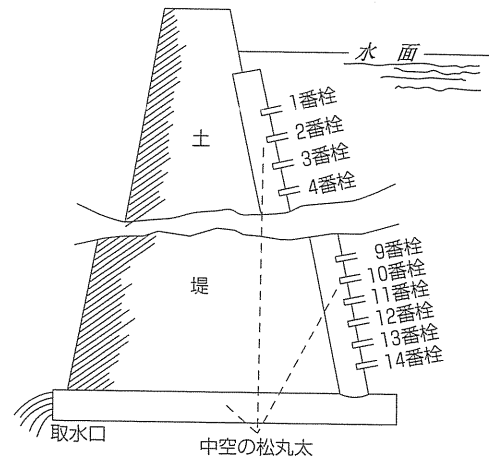 水面
1番栓
2番栓
3番栓
4番栓
土
9番栓
10番栓
11番栓
12番栓
13番栓
14番栓
堤
取水口
中空の松丸太